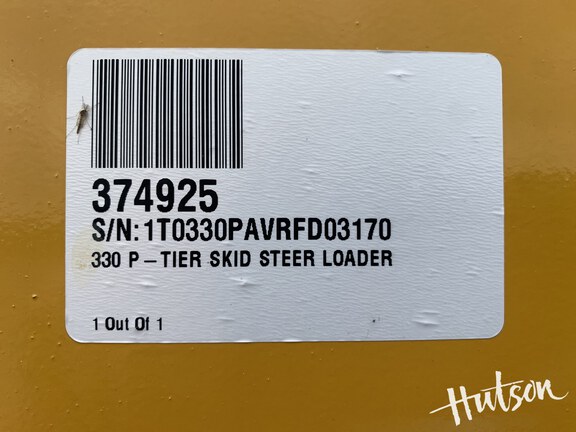 374925
S/N: 1T0330PAVRFD03170
330 P-TIER SKID STEER LOADER
1 Out Of 1
Hutson